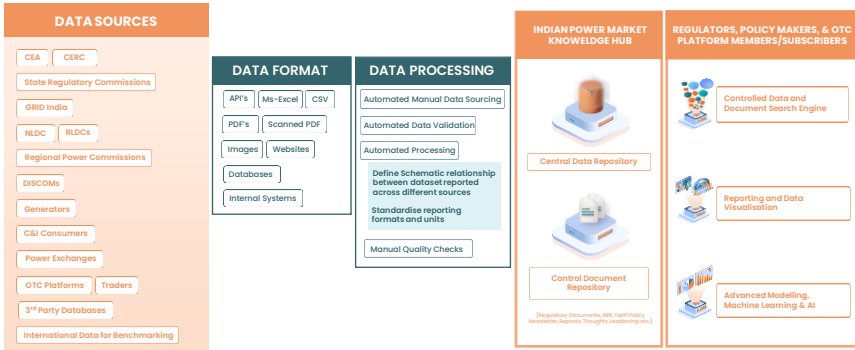 DATA SOURCES
CEA
CERC
State Regulatory Commissions
GRID India
NLDC
RLDCs
Regional Power Commissions
DISCOMs
Generators
C&I Consumers
Power Exchanges
OTC Platforms
Traders
3rd Party Databases
International Data for Benchmarking
DATA FORMAT
API's
Ms-Excel
CSV
PDF's
Scanned PDF
Images
Websites
Databases
Internal Systems
DATA PROCESSING
Automated Manual Data Sourcing
Automated Data Validation
Automated Processing
Define Schematic relationship
between dataset reported
across different sources
Standardise reporting
formats and units
Manual Quality Checks
INDIAN POWER MARKET
KNOWELDGE HUB
Central Data Repository
Control Document
Repository
[Regulatory Documents, ARR, Tariff Policy
Newsletter, Reports, Thoughts, Leadership etc.]
REGULATORS, POLICY MAKERS, & OTC
PLATFORM MEMBERS/SUBSCRIBERS
Controlled Data and
Document Search Engine
Reporting and Data
Visualisation
Advanced Modelling,
Machine Learning & AI